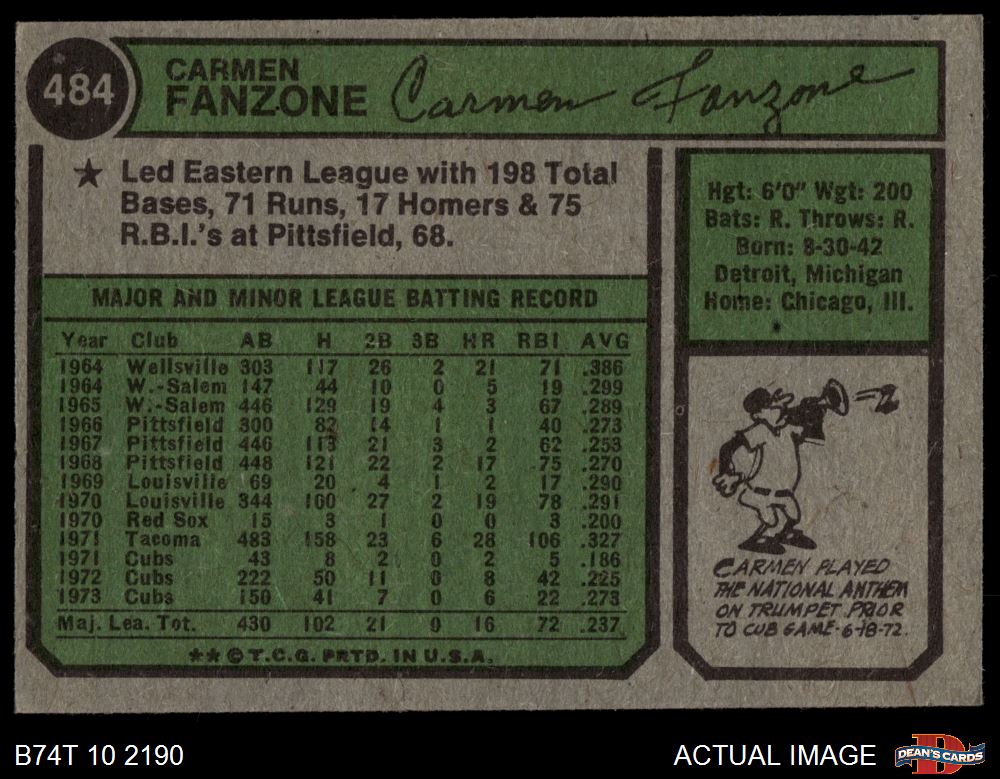 484
CARMEN
FANZONE
Carmen Fanzone
★ Led Eastern League with 198 Total
Bases, 71 Runs, 17 Homers & 75
R.B.I.'s at Pittsfield, 68.
Hgt: 6'0" Wgt: 200
Bats: R. Throws: R.
Born: 8-30-42
Detroit, Michigan
Home: Chicago, Ill.
MAJOR AND MINOR LEAGUE BATTING RECORD
Year Club AB H 2B 3B HR RBI AVG
1964 Wellsville 303 117 26 2 21 71 .386
1964 W.-Salem 147 44 10 0 5 19 .299
1965 W.-Salem 446 129 19 4 3 67 .289
1966 Pittsfield 300 82 14 1 1 40 .273
1967 Pittsfield 446 113 21 3 2 62 .253
1968 Pittsfield 448 121 22 2 17 75 .270
1969 Louisville 69 20 4 1 2 17 .290
1970 Louisville 344 100 27 2 19 78 .291
1970 Red Sox 15 3 1 0 0 3 .200
1971 Tacoma 483 158 23 6 28 106 .327
1971 Cubs 43 8 2 0 2 5 .186
1972 Cubs 222 50 11 0 8 42 .225
1973 Cubs 150 41 7 0 6 22 .273
Maj. Lea. Tot. 430 102 21 0 16 72 .237
**© T.C.G. PRTD. IN U.S.A.
CARMEN PLAYED
THE NATIONAL ANTHEM
ON TRUMPET PRIOR
TO CUB GAME-6-18-72.
B74T 10 2190
ACTUAL IMAGE
DEAN'S CARDS